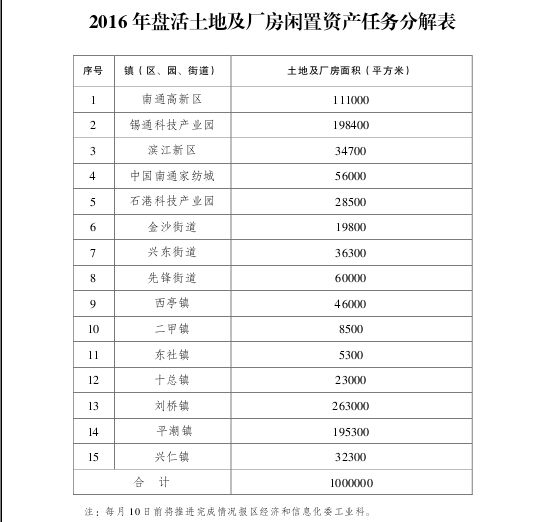 2016 年盘活土地及厂房闲置资产任务分解表
序号 镇（区、园、街道） 土地及厂房面积（平方米）
1 南通高新区 111000
2 锡通科技产业园 198400
3 滨江新区 34700
4 中国南通家纺城 56000
5 石港科技产业园 28500
6 金沙街道 19800
7 兴东街道 36300
8 先锋街道 60000
9 西亭镇 46000
10 二甲镇 8500
11 东社镇 5300
12 十总镇 23000
13 刘桥镇 263000
14 平潮镇 195300
15 兴仁镇 32300
合 计 1000000
注：每月 10 日前将推进完成情况报区经济和信息化委工业科。